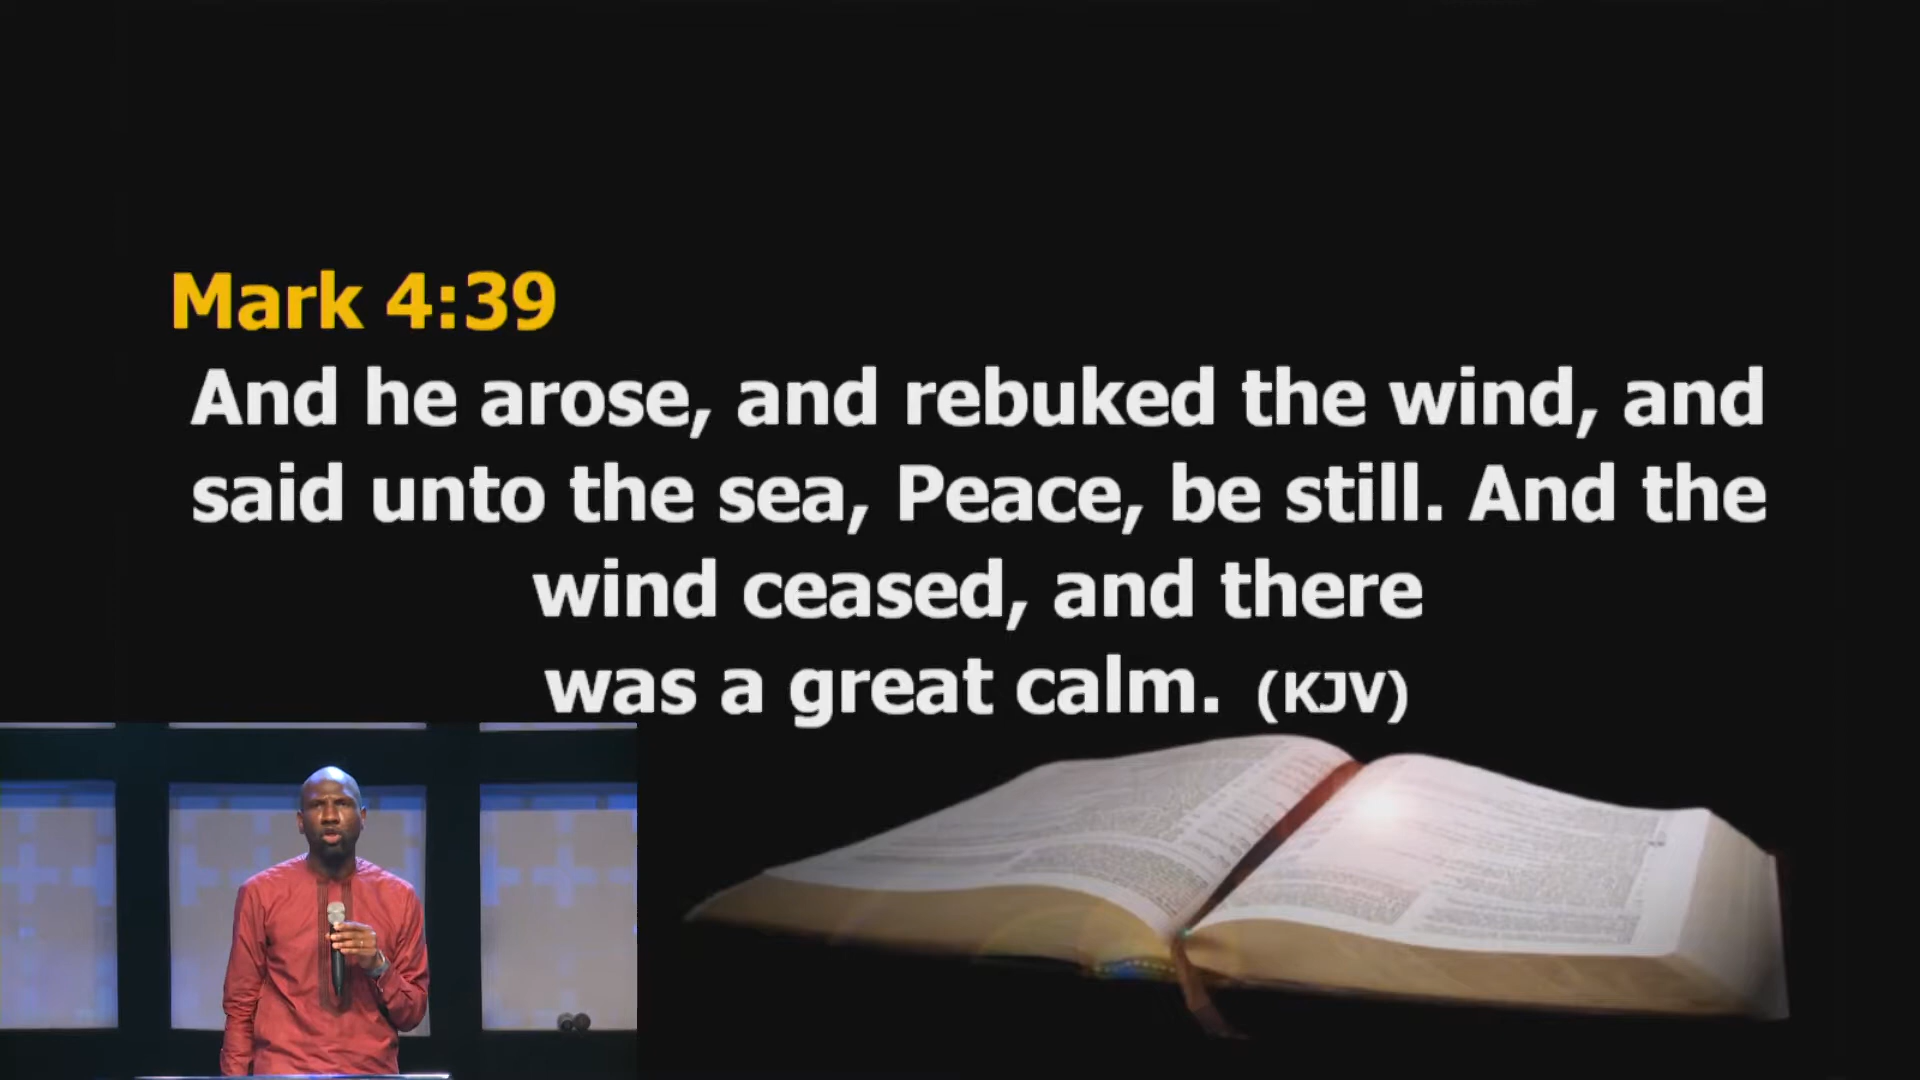 Mark 4:39
And he arose, and rebuked the wind, and
said unto the sea, Peace, be still. And the
wind ceased, and there
was a great calm. (KJV)